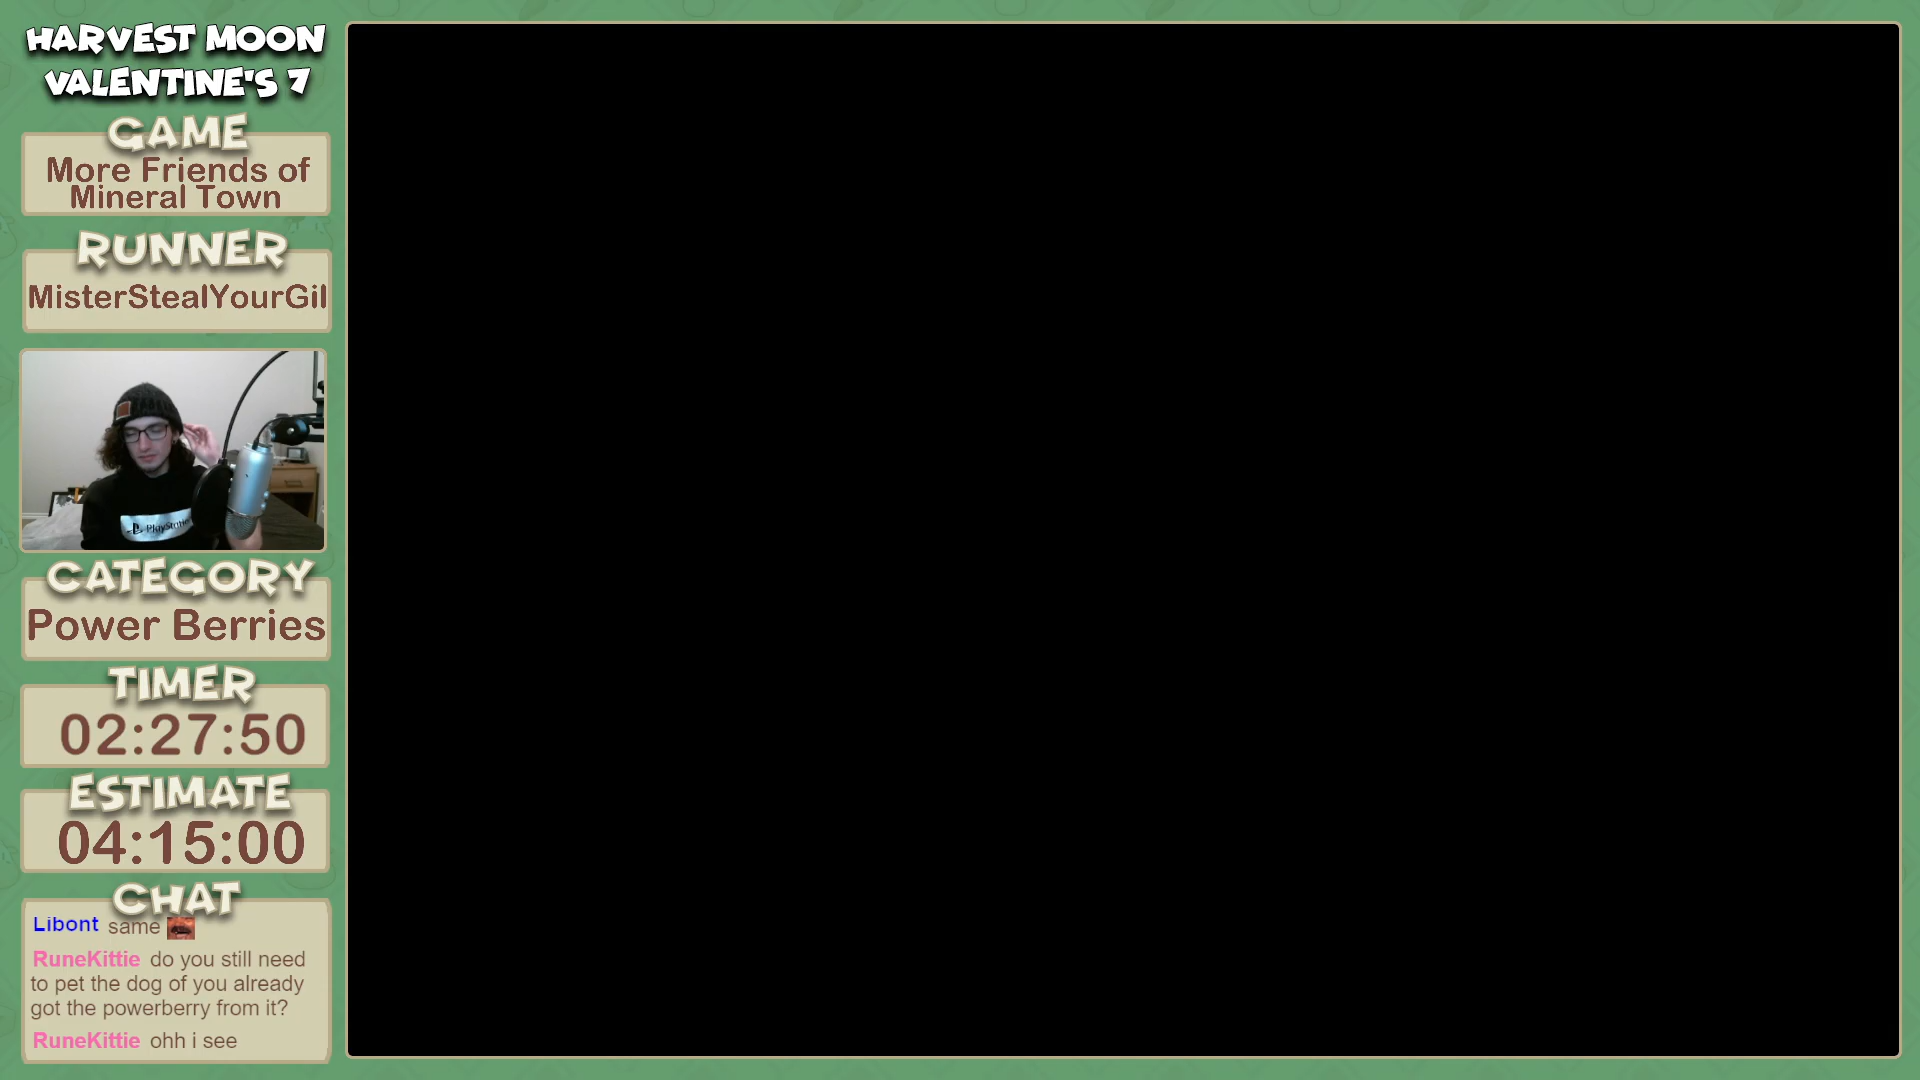 HARVEST MOON
VALENTINE'S 7
GAME
More Friends of
Mineral Town
RUNNER
MisterStealYourGil
PlayStation
CATEGORY
Power Berries
TIMER
02:27:50
ESTIMATE
04:15:00
CHAT
Libont same
RuneKittie do you still need
to pet the dog of you already
got the powerberry from it?
RuneKittie ohh i see